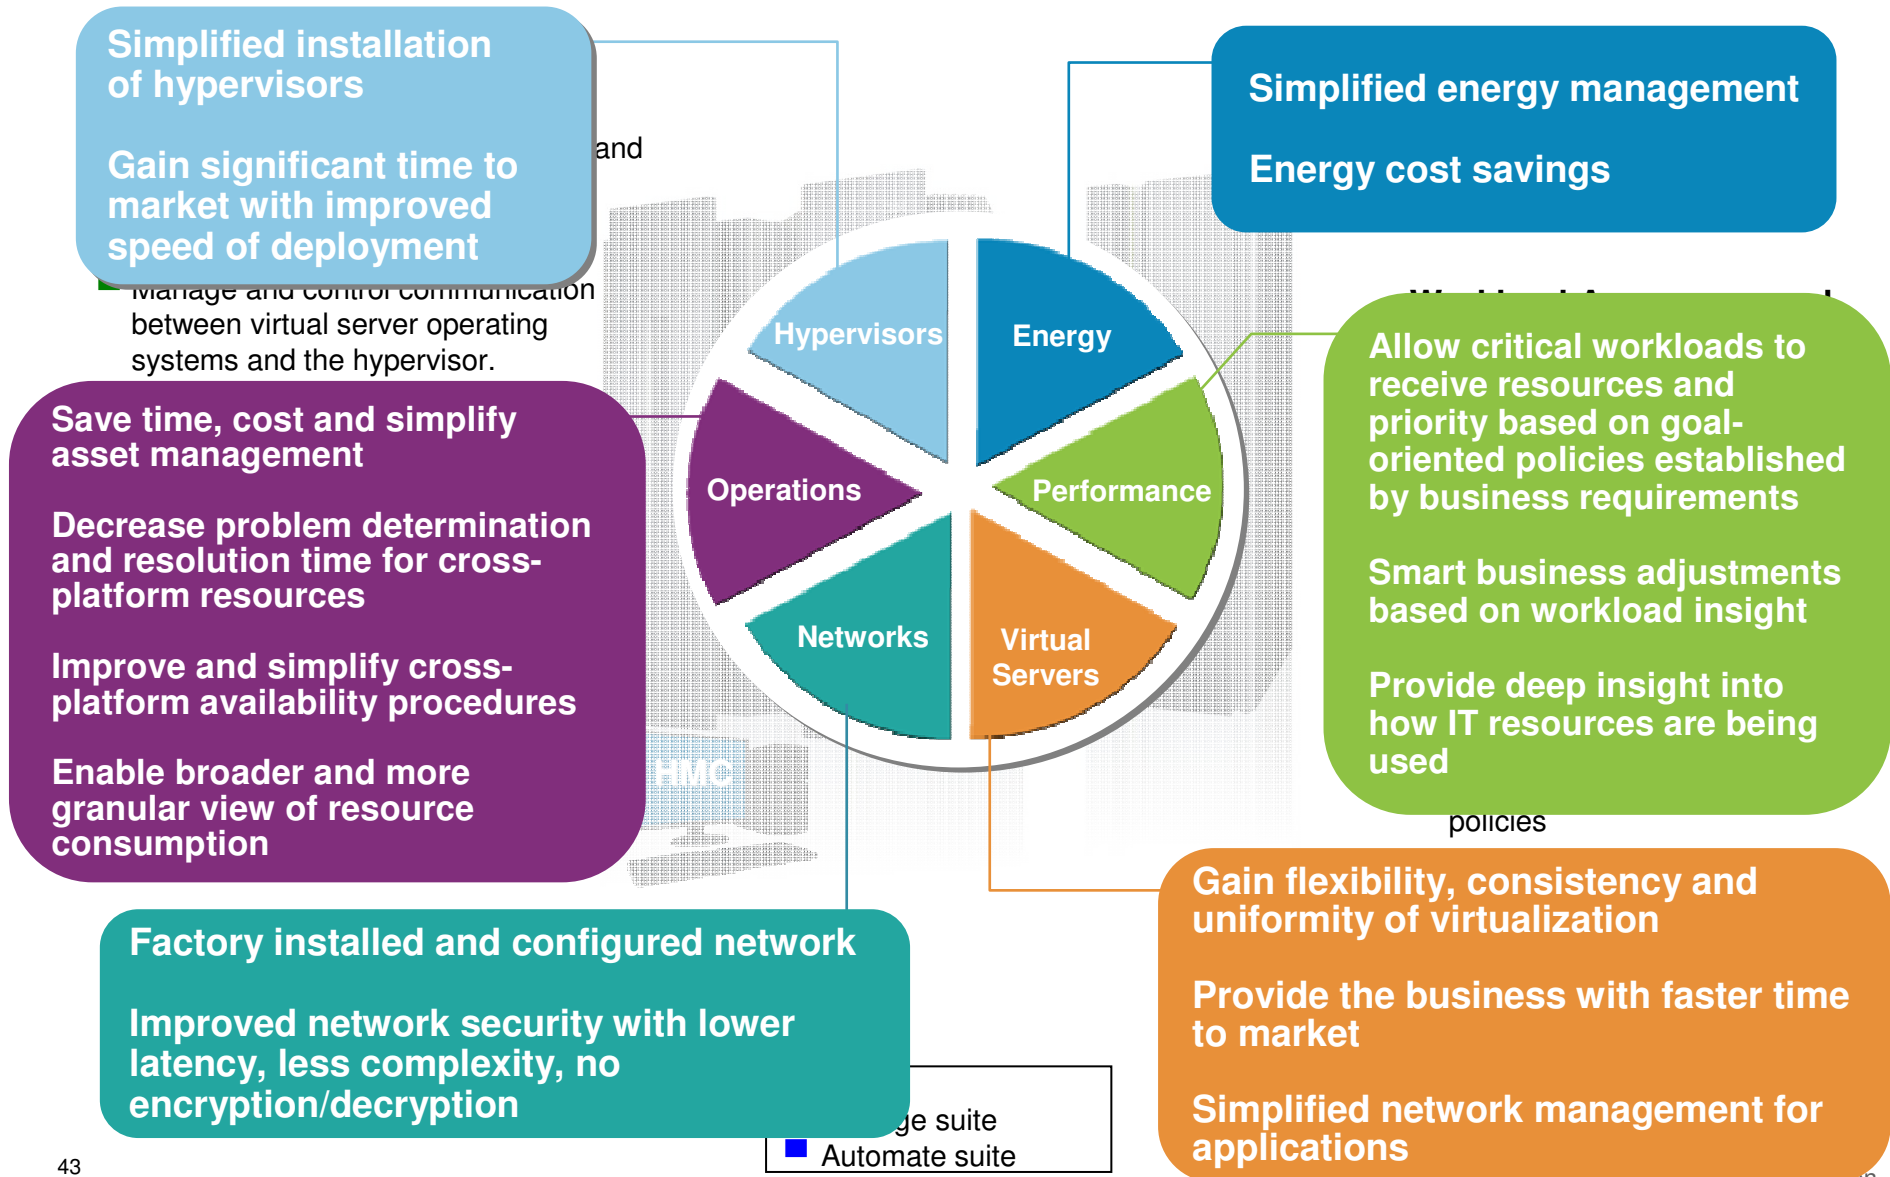 Simplified installation
of hypervisors
Gain significant time to
market with improved
speed of deployment
and
Manage and control communication
between virtual server operating
systems and the hypervisor.
Simplified energy management
Energy cost savings
Hypervisors
Energy
Operations
Performance
Networks
Virtual
Servers
HMC
Save time, cost and simplify
asset management
Decrease problem determination
and resolution time for cross-
platform resources
Improve and simplify cross-
platform availability procedures
Enable broader and more
granular view of resource
consumption
Allow critical workloads to
receive resources and
priority based on goal-
oriented policies established
by business requirements
Smart business adjustments
based on workload insight
Provide deep insight into
how IT resources are being
used
policies
Factory installed and configured network
Improved network security with lower
latency, less complexity, no
encryption/decryption
Gain flexibility, consistency and
uniformity of virtualization
Provide the business with faster time
to market
Simplified network management for
applications
suite
Automate suite
43